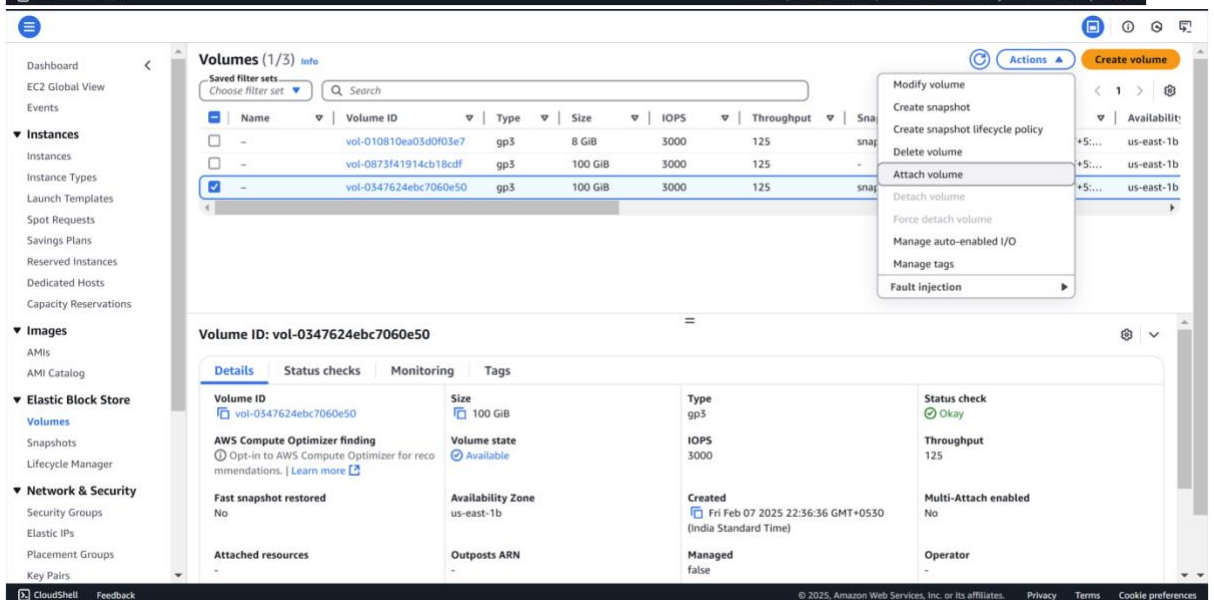 Volumes (1/3) Info
Actions
Create volume
Saved filter sets
Choose filter set
Search
1
Name
Volume ID
Type
Size
IOPS
Throughput
Availability
-
vol-010810ea03d0f03e7
gp3
8 GiB
3000
125
snap
+5:...
us-east-1b
-
vol-0873f41914cb18cdf
gp3
100 GiB
3000
125
-
+5:...
us-east-1b
-
vol-0347624ebc7060e50
gp3
100 GiB
3000
125
snap
+5:...
us-east-1b
Modify volume
Create snapshot
Create snapshot lifecycle policy
Delete volume
Attach volume
Detach volume
Force detach volume
Manage auto-enabled I/O
Manage tags
Fault injection
Dashboard
EC2 Global View
Events
Instances
Instances
Instance Types
Launch Templates
Spot Requests
Savings Plans
Reserved Instances
Dedicated Hosts
Capacity Reservations
Images
AMIs
AMI Catalog
Elastic Block Store
Volumes
Snapshots
Lifecycle Manager
Network & Security
Security Groups
Elastic IPs
Placement Groups
Key Pairs
Volume ID: vol-0347624ebc7060e50
Details
Status checks
Monitoring
Tags
Volume ID
vol-0347624ebc7060e50
Size
100 GiB
Type
gp3
Status check
Okay
AWS Compute Optimizer finding
Opt-in to AWS Compute Optimizer for reco
mmendations. | Learn more
Volume state
Available
IOPS
3000
Throughput
125
Fast snapshot restored
No
Availability Zone
us-east-1b
Created
Fri Feb 07 2025 22:36:36 GMT+0530
(India Standard Time)
Multi-Attach enabled
No
Attached resources
-
Outposts ARN
-
Managed
false
Operator
-
CloudShell
Feedback
© 2025, Amazon Web Services, Inc. or its affiliates.
Privacy
Terms
Cookie preferences